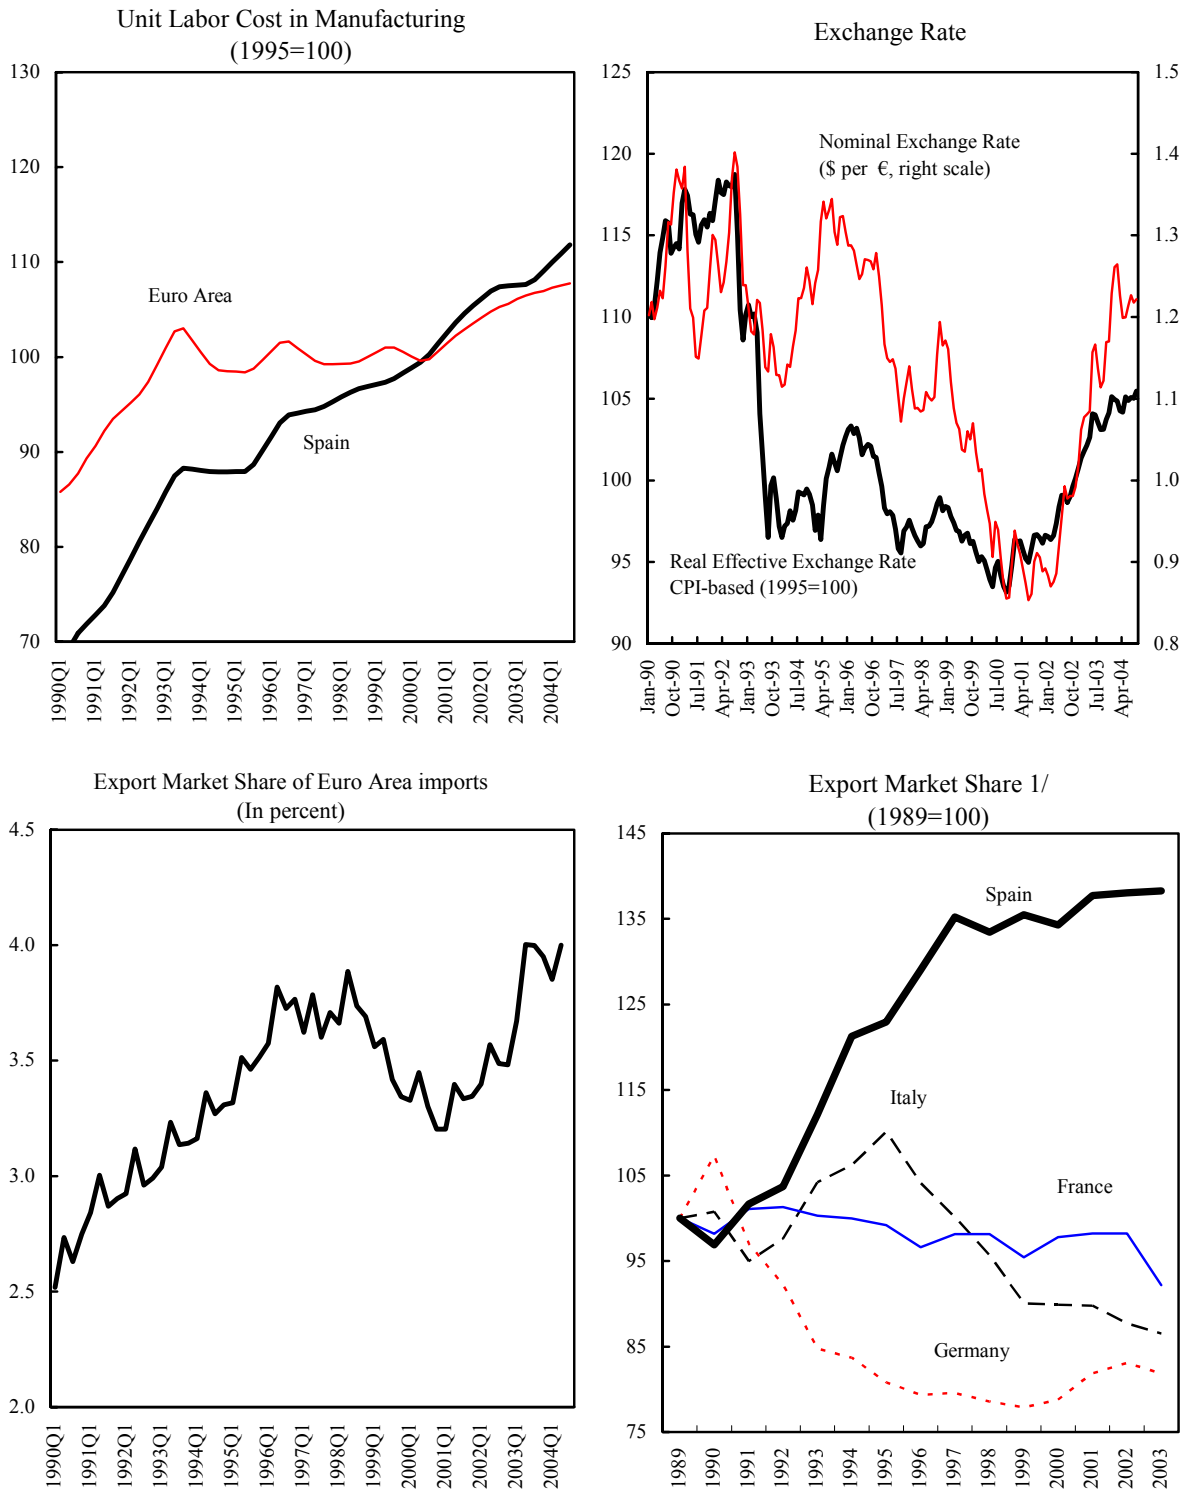 Unit Labor Cost in Manufacturing
(1995=100)
130
120
110
100
90
80
70
Euro Area
Spain
1990Q1
1991Q1
1992Q1
1993Q1
1994Q1
1995Q1
1996Q1
1997Q1
1998Q1
1999Q1
2000Q1
2001Q1
2002Q1
2003Q1
2004Q1
Exchange Rate
125
120
115
110
105
100
95
90
1.5
1.4
1.3
1.2
1.1
1.0
0.9
0.8
Nominal Exchange Rate
($ per €, right scale)
Real Effective Exchange Rate
CPI-based (1995=100)
Jan-90
Oct-90
Jul-91
Apr-92
Jan-93
Oct-93
Jul-94
Apr-95
Jan-96
Oct-96
Jul-97
Apr-98
Jan-99
Oct-99
Jul-00
Apr-01
Jan-02
Oct-02
Jul-03
Apr-04
Export Market Share of Euro Area imports
(In percent)
4.5
4.0
3.5
3.0
2.5
2.0
1990Q1
1991Q1
1992Q1
1993Q1
1994Q1
1995Q1
1996Q1
1997Q1
1998Q1
1999Q1
2000Q1
2001Q1
2002Q1
2003Q1
2004Q1
Export Market Share 1/
(1989=100)
145
135
125
115
105
95
85
75
Spain
Italy
France
Germany
1989
1990
1991
1992
1993
1994
1995
1996
1997
1998
1999
2000
2001
2002
2003